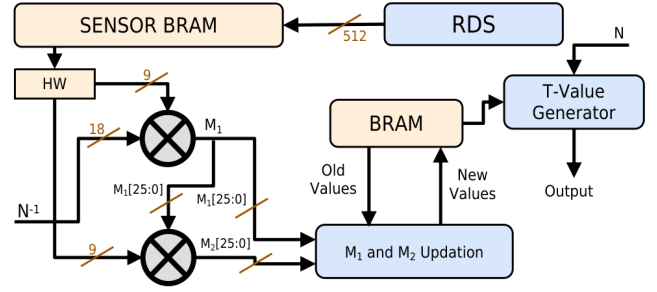 SENSOR BRAM
RDS
512
N
HW
9
T-Value
Generator
18
M₁
BRAM
Old
Values
New
Values
Output
M₁[25:0]
M₁[25:0]
N⁻¹
9
M₂[25:0]
M₁ and M₂ Updation